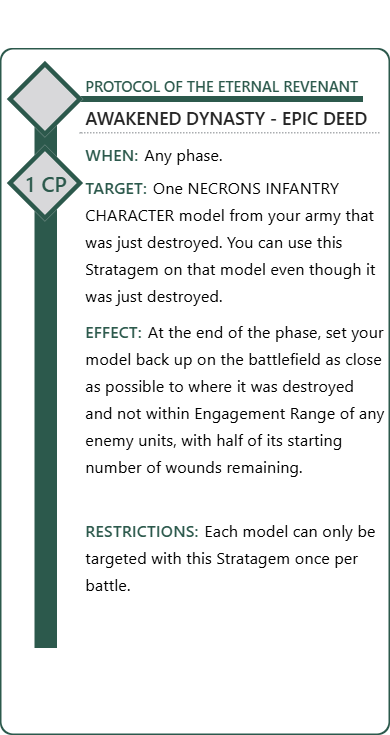 PROTOCOL OF THE ETERNAL REVENANT
AWAKENED DYNASTY - EPIC DEED
WHEN: Any phase.
1 CP
TARGET: One NECRONS INFANTRY
CHARACTER model from your army that
was just destroyed. You can use this
Stratagem on that model even though it
was just destroyed.
EFFECT: At the end of the phase, set your
model back up on the battlefield as close
as possible to where it was destroyed
and not within Engagement Range of any
enemy units, with half of its starting
number of wounds remaining.
RESTRICTIONS: Each model can only be
targeted with this Stratagem once per
battle.